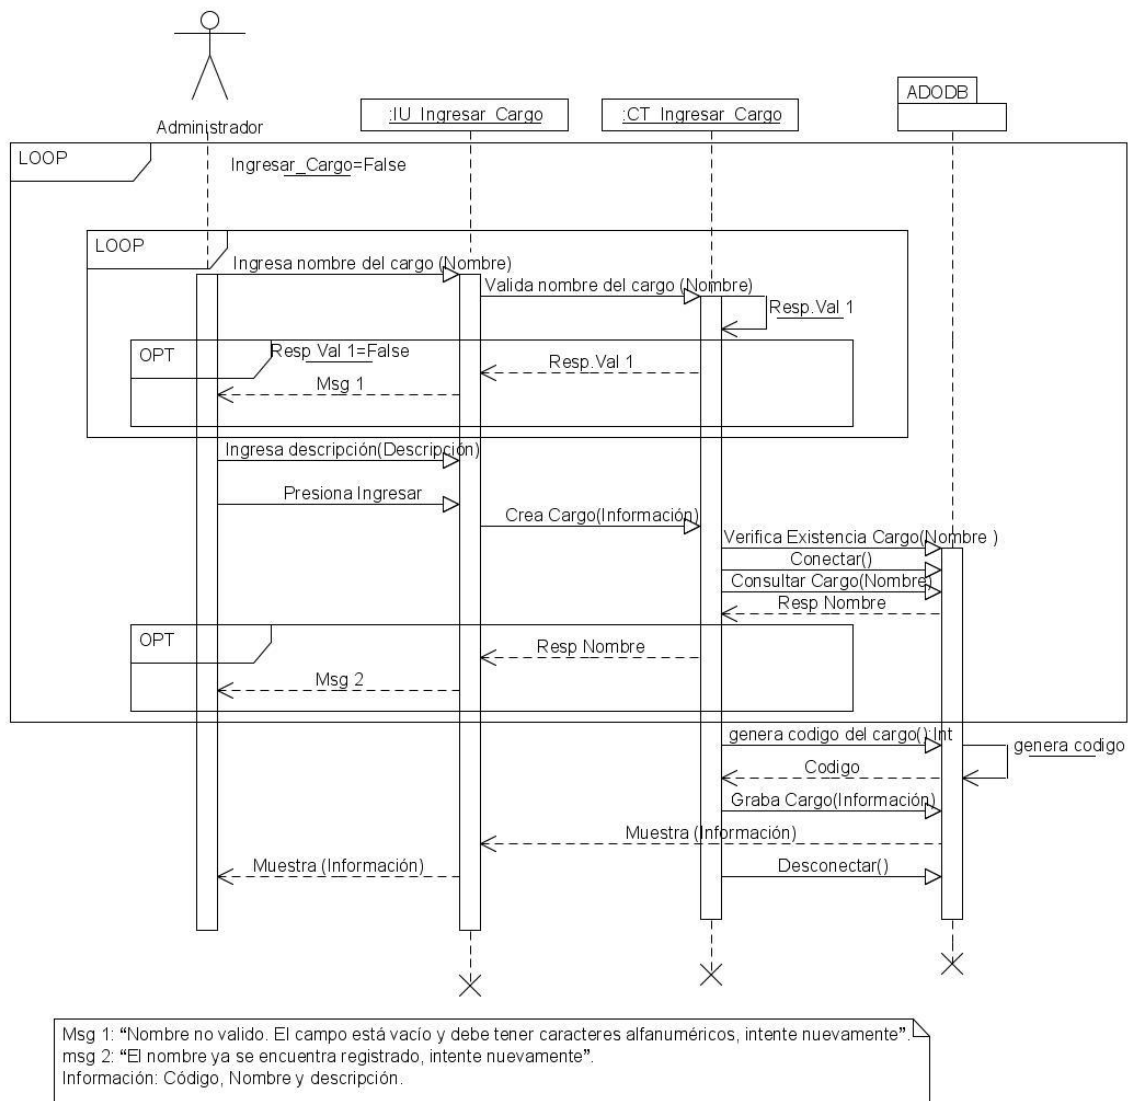 ADODB
:IU_Ingresar_Cargo
:CT_Ingresar_Cargo
Administrador
LOOP
Ingresar_Cargo=False
LOOP
Ingresa nombre del cargo (Nombre)
Valida nombre del cargo (Nombre)
Resp.Val 1
OPT
Resp Val 1=False
Resp.Val 1
Msg 1
Ingresa descripción(Descripción)
Presiona Ingresar
Crea Cargo(Información)
Verifica Existencia Cargo(Nombre )
Conectar()
Consultar Cargo(Nombre)
Resp Nombre
OPT
Resp Nombre
Msg 2
genera codigo del cargo():Int
genera codigo
Codigo
Graba Cargo(Información)
Muestra (Información)
Muestra (Información)
Desconectar()
Msg 1: “Nombre no valido. El campo está vacío y debe tener caracteres alfanuméricos, intente nuevamente”.
msg 2: “El nombre ya se encuentra registrado, intente nuevamente”.
Información: Código, Nombre y descripción.